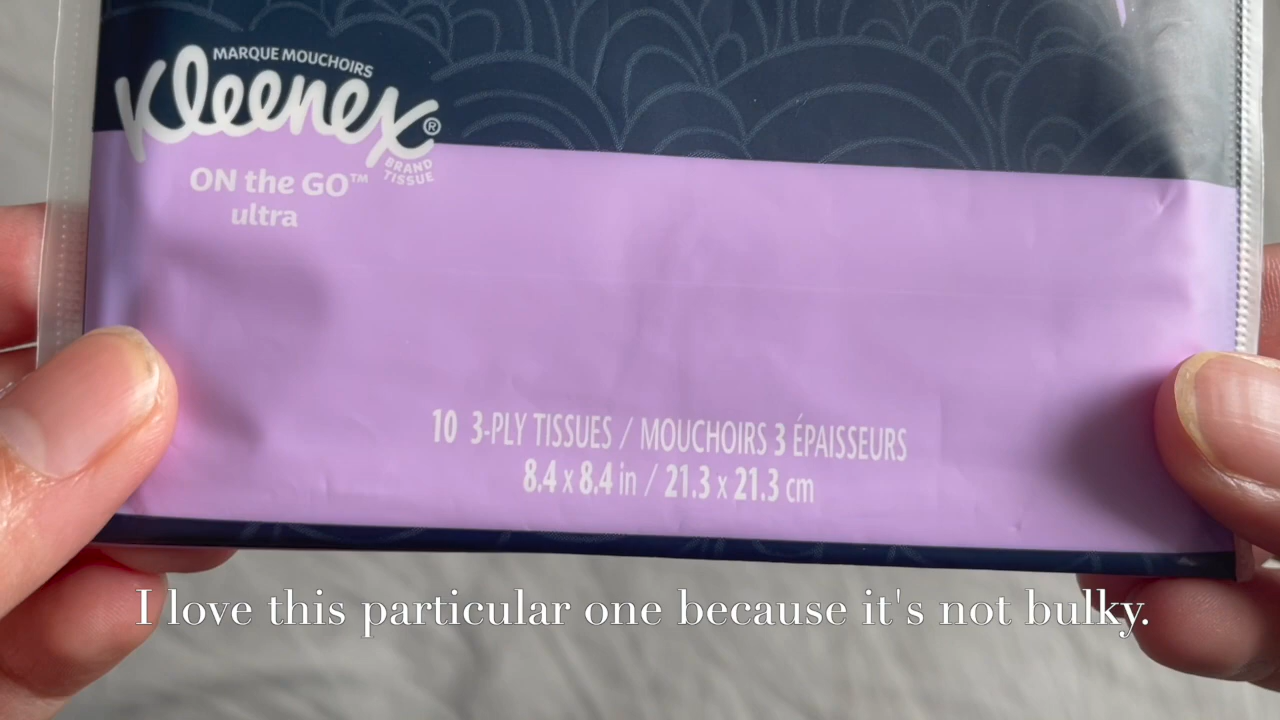 MARQUE MOUCHOIRS
Kleenex®
BRAND
TISSUE
ON the GO™
ultra
10 3-PLY TISSUES / MOUCHOIRS 3 ÉPAISSEURS
8.4 x 8.4 in / 21.3 x 21.3 cm
I love this particular one because it's not bulky.